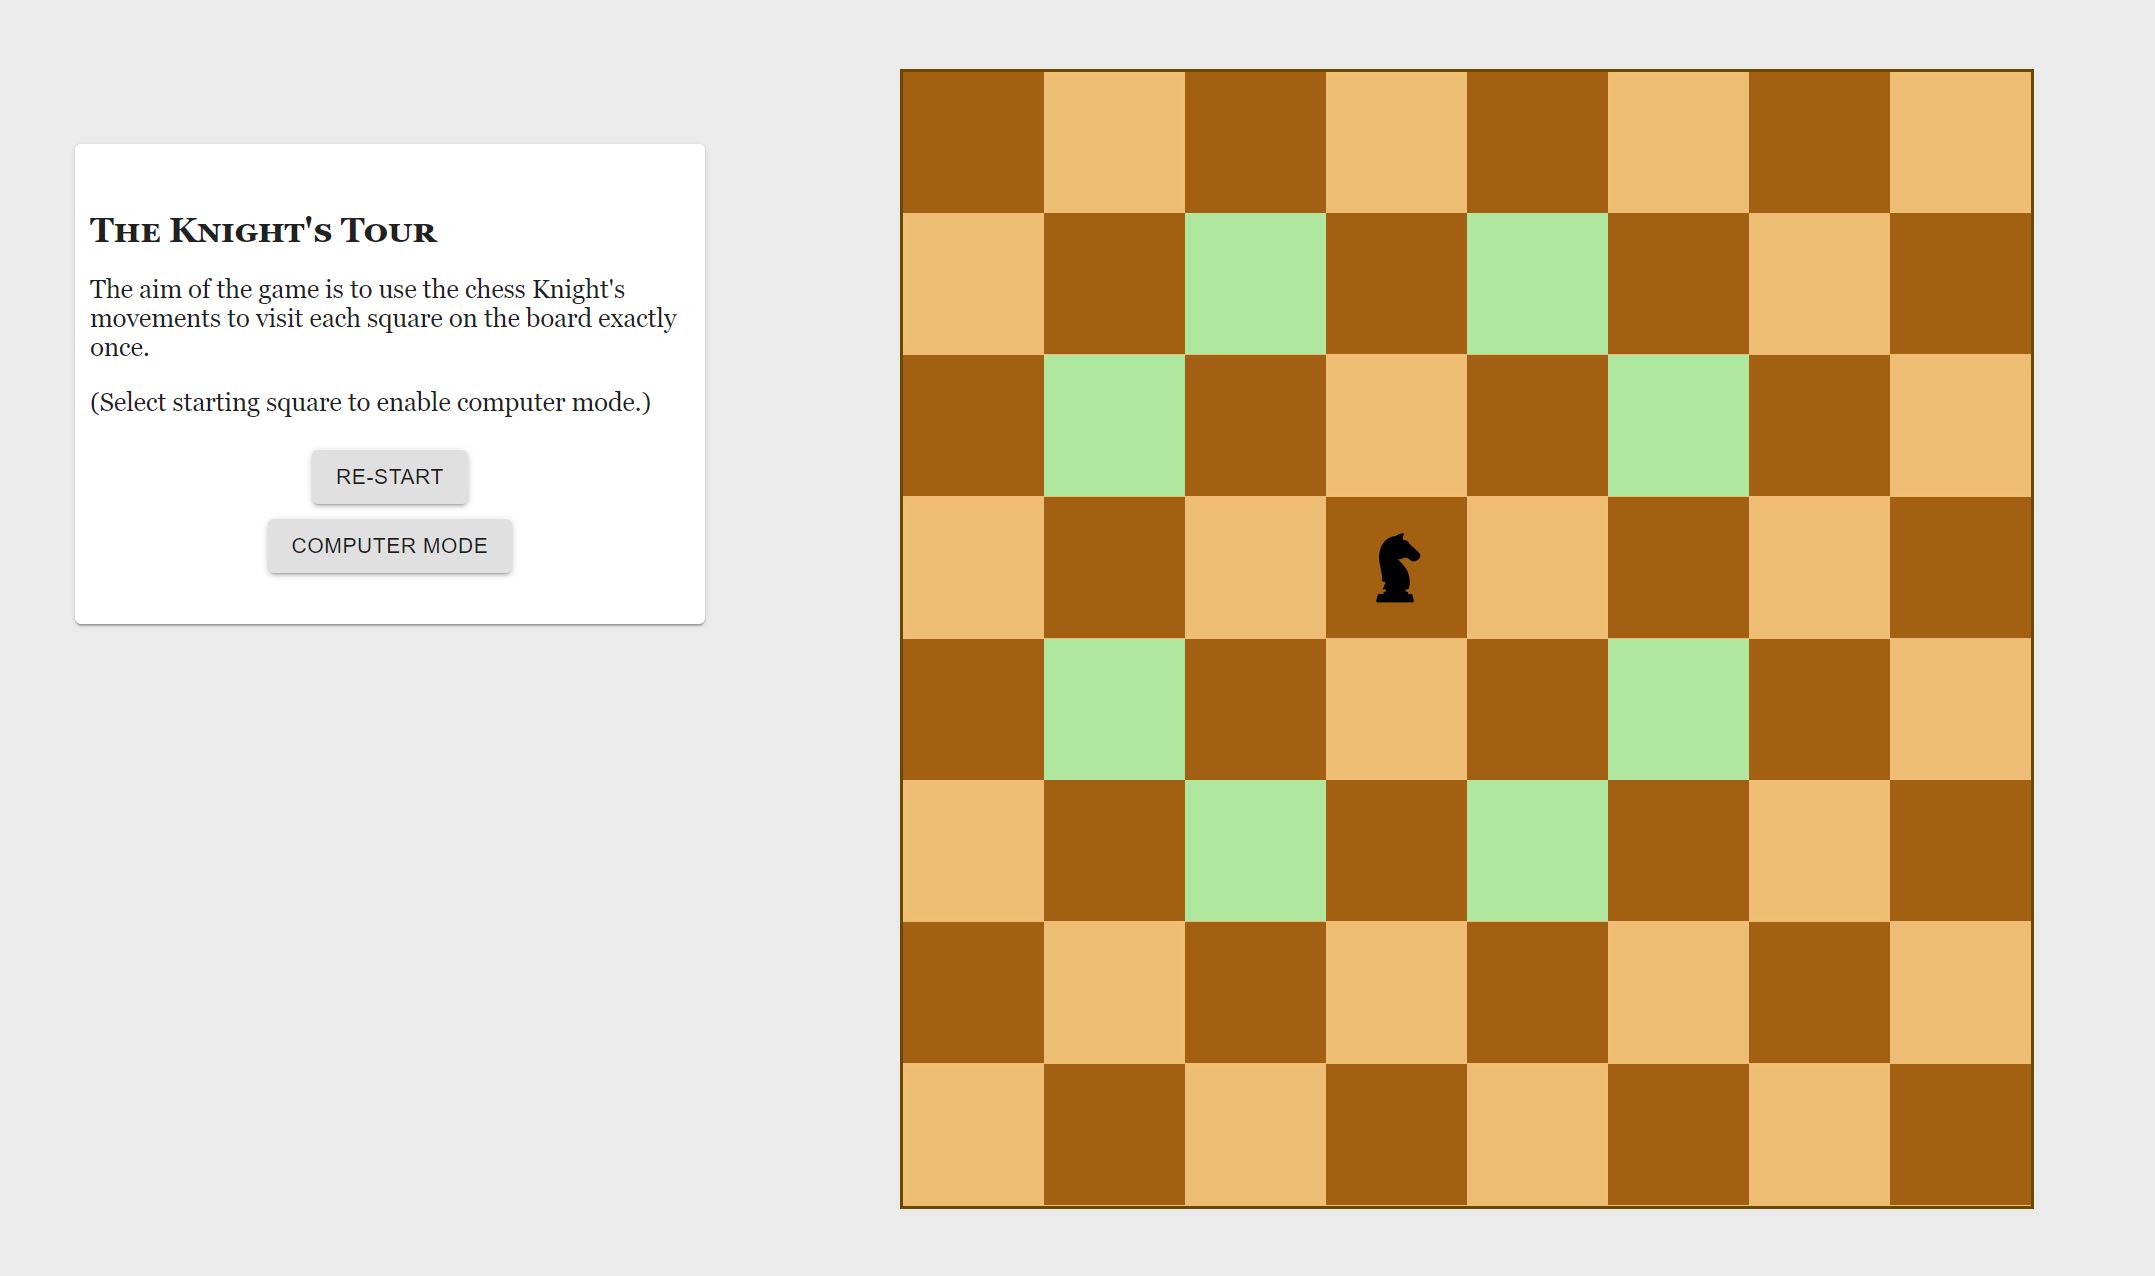 The Knight's Tour
The aim of the game is to use the chess Knight's
movements to visit each square on the board exactly
once.
(Select starting square to enable computer mode.)
RE-START
COMPUTER MODE